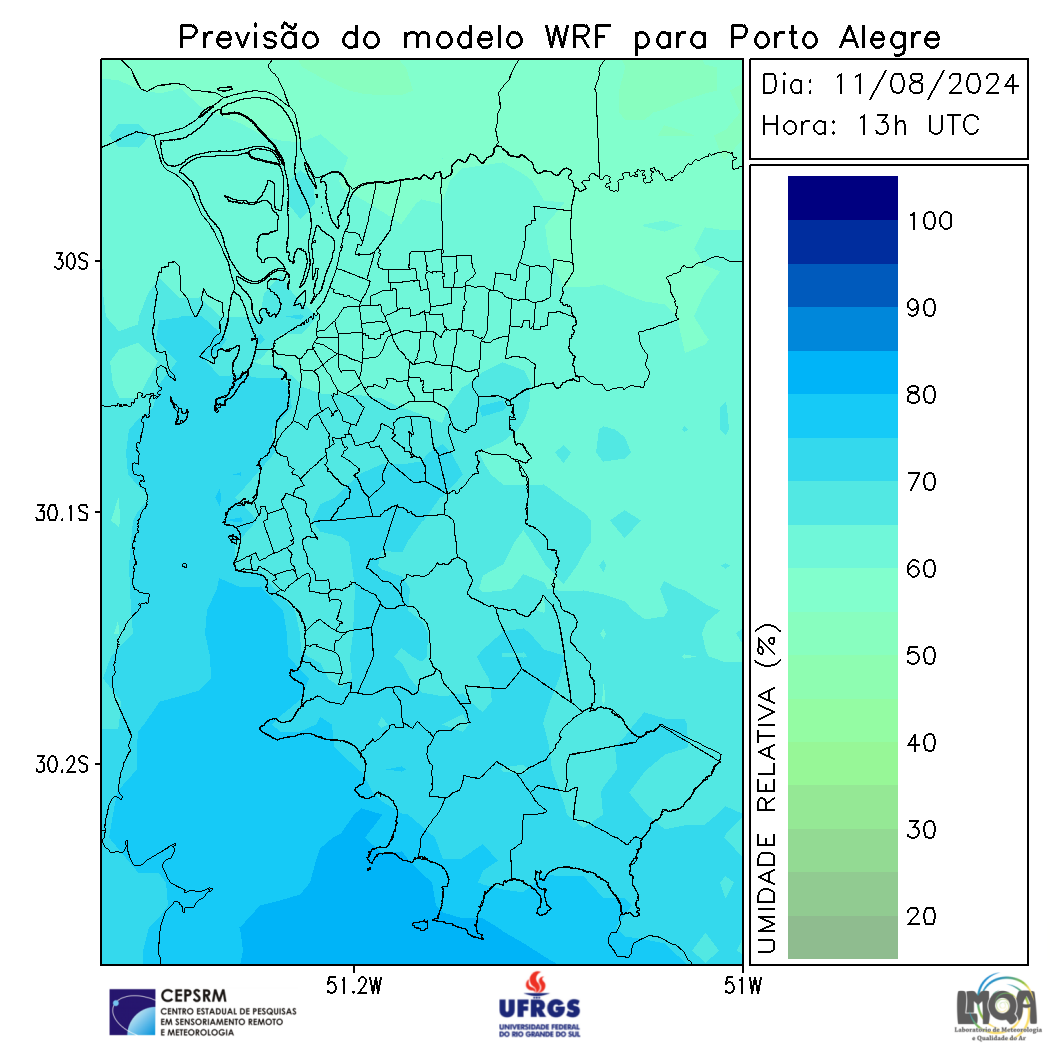 Previsão do modelo WRF para Porto Alegre
Dia: 11/08/2024
Hora: 13h UTC
100
90
80
70
60
50
40
30
20
UMIDADE RELATIVA (%)
30S
30.1S
30.2S
51.2W
51W
CEPSRM
CENTRO ESTADUAL DE PESQUISAS
EM SENSORIAMENTO REMOTO
E METEOROLOGIA
UFRGS
UNIVERSIDADE FEDERAL
DO RIO GRANDE DO SUL
LMQA
Laboratório de Meteorologia
e Qualidade do Ar